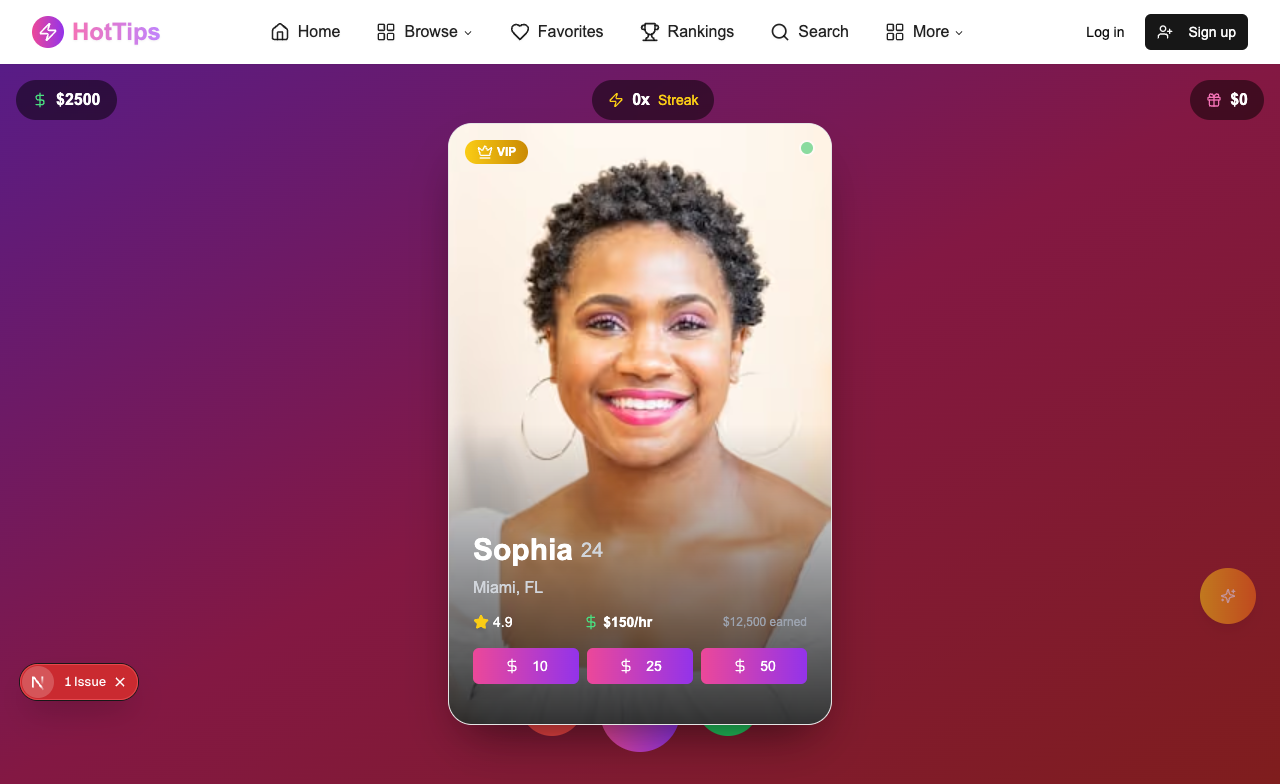 HotTips
Home
Browse
Favorites
Rankings
Search
More
Log in
Sign up
$2500
0x Streak
$0
VIP
Sophia 24
Miami, FL
4.9
$150/hr
$12,500 earned
$ 10
$ 25
$ 50
N
1 Issue